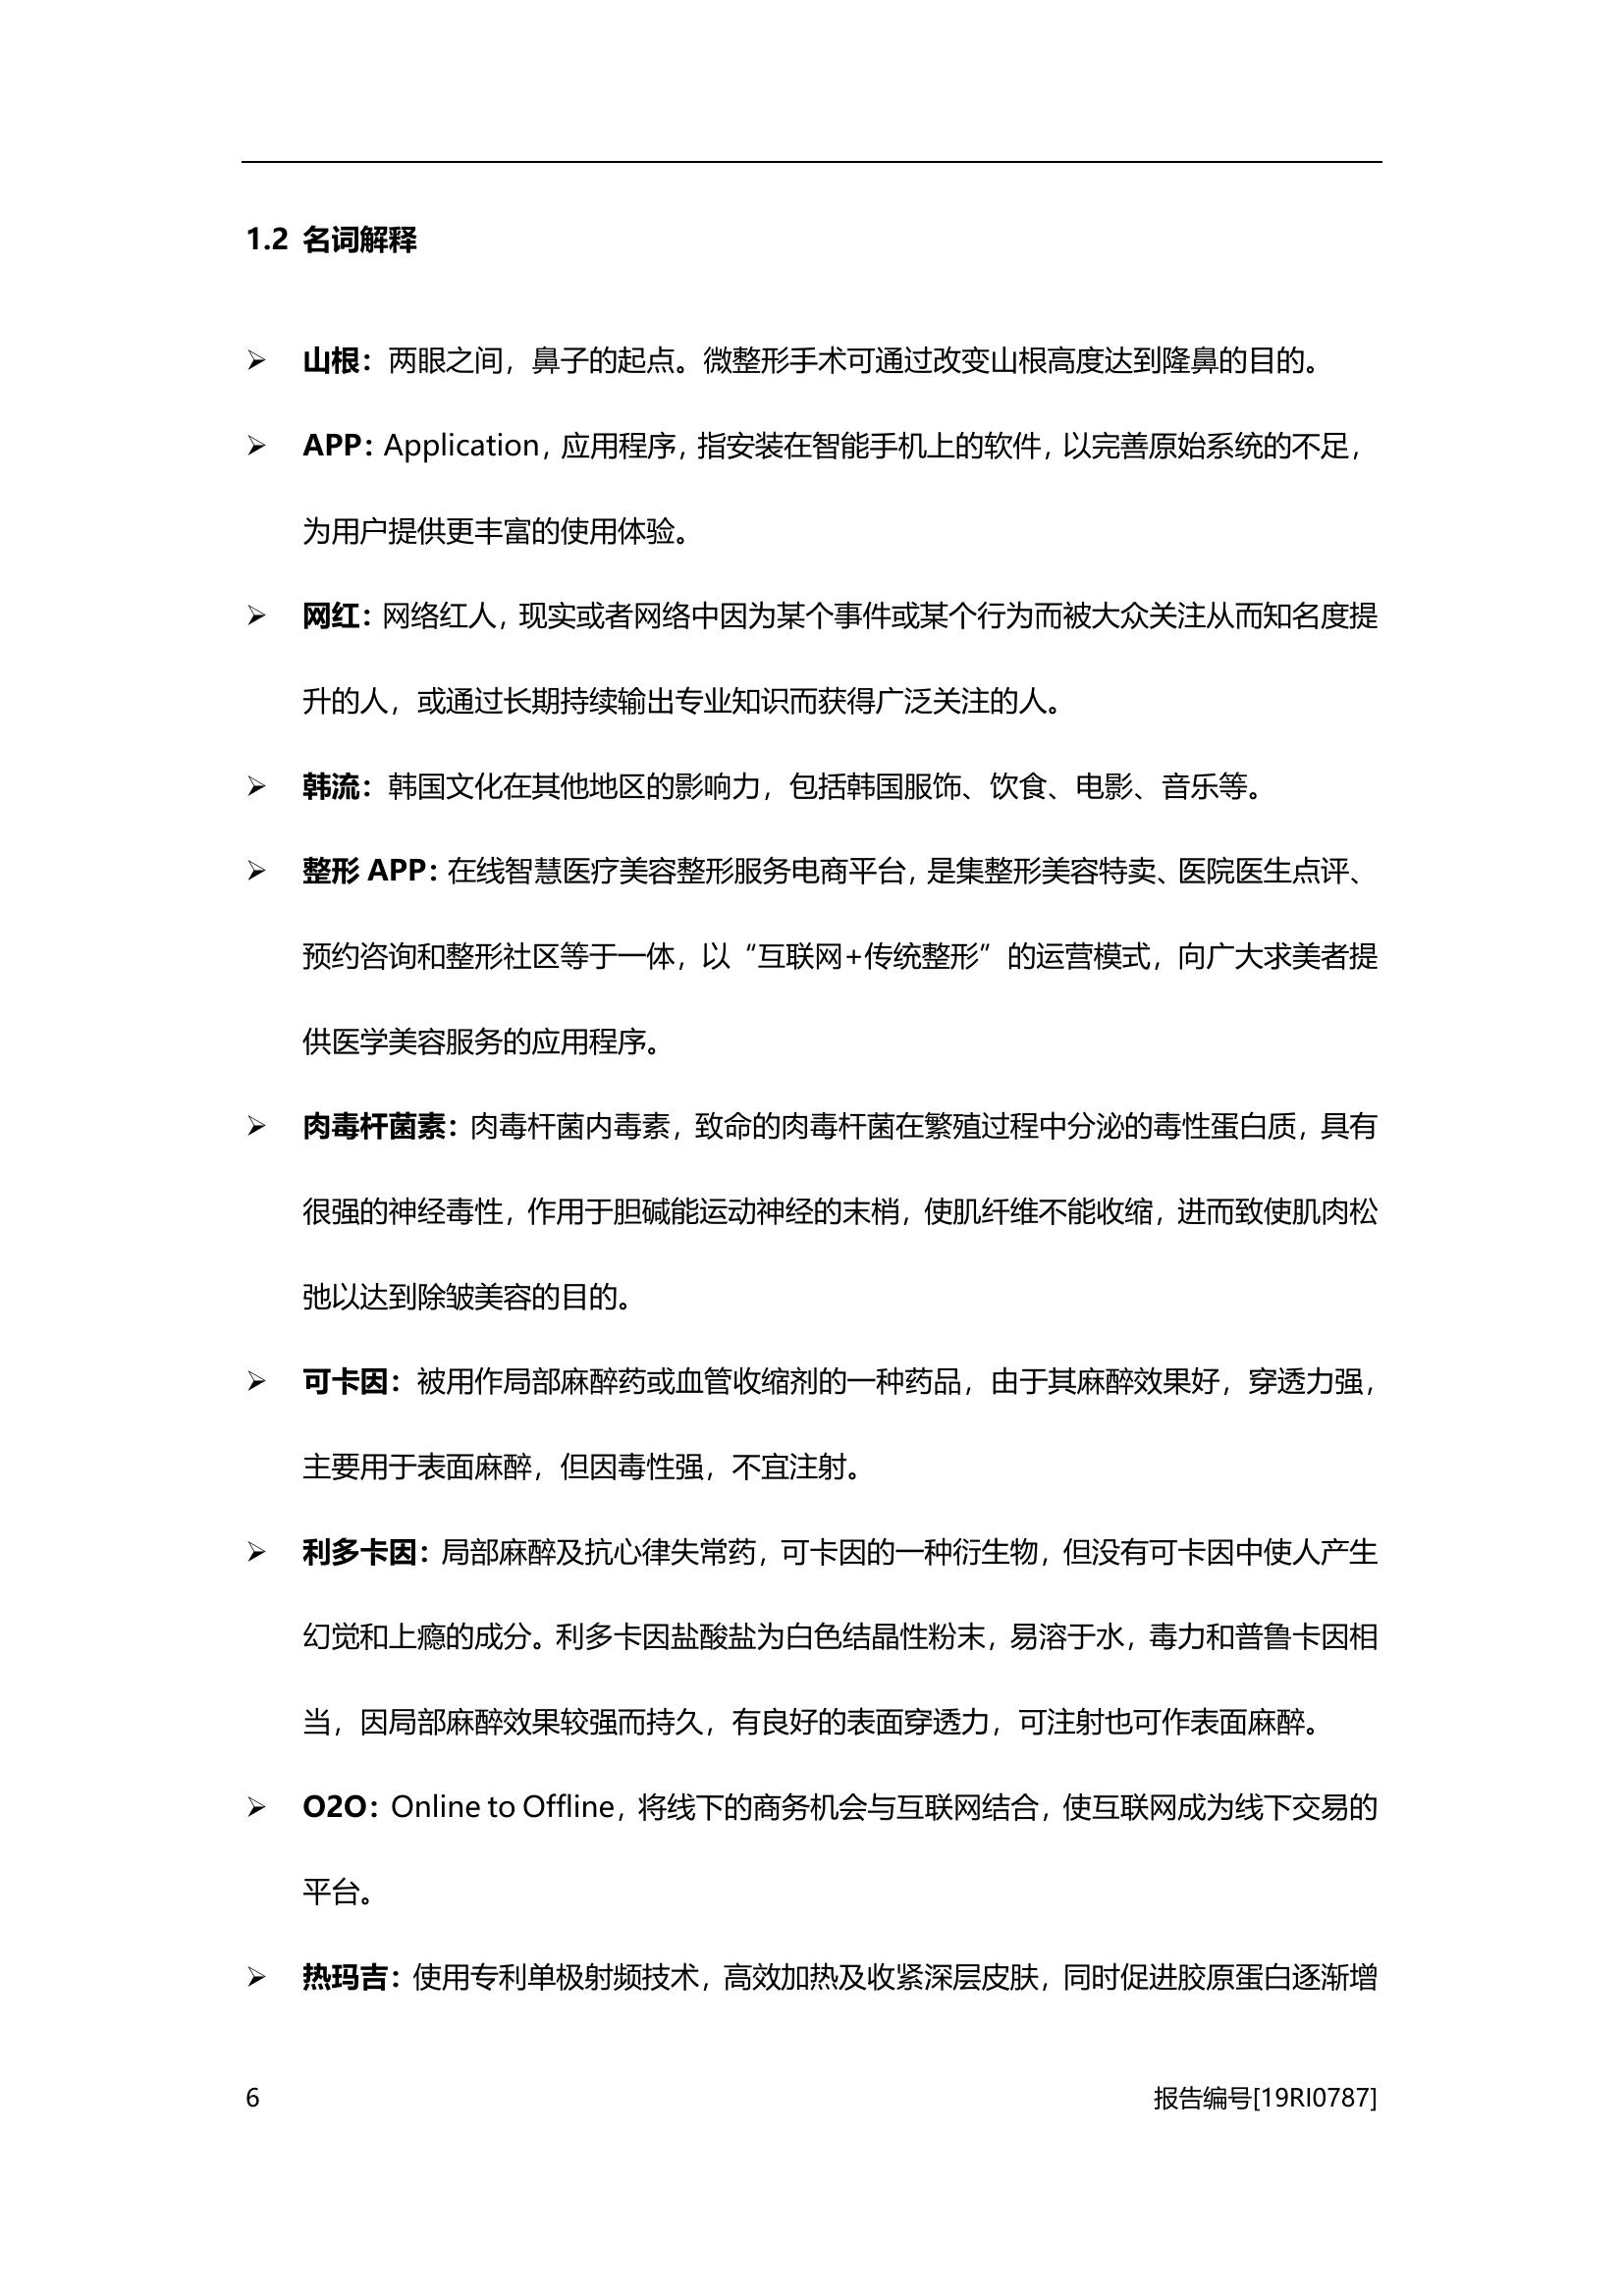 1.2 名词解释
➢ 山根：两眼之间，鼻子的起点。微整形手术可通过改变山根高度达到隆鼻的目的。
➢ APP：Application，应用程序，指安装在智能手机上的软件，以完善原始系统的不足，
为用户提供更丰富的使用体验。
➢ 网红：网络红人，现实或者网络中因为某个事件或某个行为而被大众关注从而知名度提
升的人，或通过长期持续输出专业知识而获得广泛关注的人。
➢ 韩流：韩国文化在其他地区的影响力，包括韩国服饰、饮食、电影、音乐等。
➢ 整形 APP：在线智慧医疗美容整形服务电商平台，是集整形美容特卖、医院医生点评、
预约咨询和整形社区等于一体，以“互联网+传统整形”的运营模式，向广大求美者提
供医学美容服务的应用程序。
➢ 肉毒杆菌素：肉毒杆菌内毒素，致命的肉毒杆菌在繁殖过程中分泌的毒性蛋白质，具有
很强的神经毒性，作用于胆碱能运动神经的末梢，使肌纤维不能收缩，进而致使肌肉松
弛以达到除皱美容的目的。
➢ 可卡因：被用作局部麻醉药或血管收缩剂的一种药品，由于其麻醉效果好，穿透力强，
主要用于表面麻醉，但因毒性强，不宜注射。
➢ 利多卡因：局部麻醉及抗心律失常药，可卡因的一种衍生物，但没有可卡因中使人产生
幻觉和上瘾的成分。利多卡因盐酸盐为白色结晶性粉末，易溶于水，毒力和普鲁卡因相
当，因局部麻醉效果较强而持久，有良好的表面穿透力，可注射也可作表面麻醉。
➢ O2O：Online to Offline，将线下的商务机会与互联网结合，使互联网成为线下交易的
平台。
➢ 热玛吉：使用专利单极射频技术，高效加热及收紧深层皮肤，同时促进胶原蛋白逐渐增
6 报告编号[19RI0787]